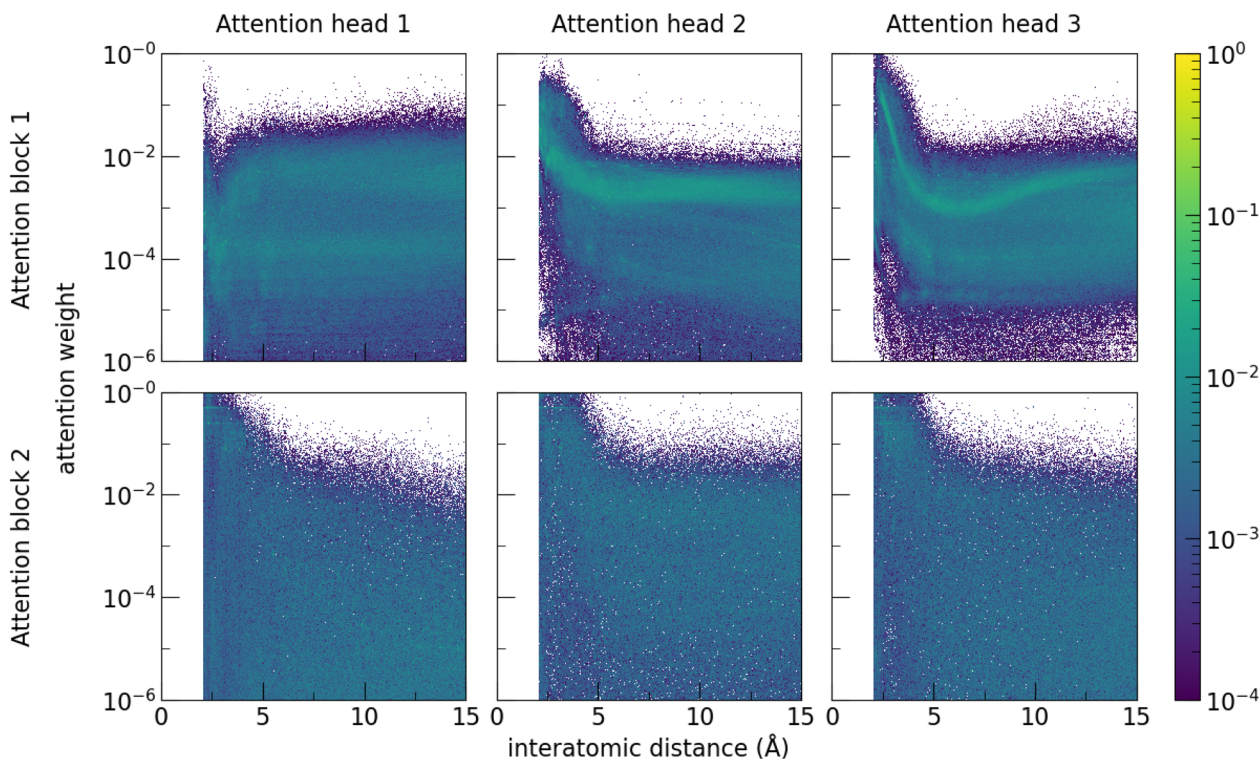 Attention head 1 Attention head 2 Attention head 3
Attention block 1
Attention block 2
attention weight
10⁻⁰
10⁻²
10⁻⁴
10⁻⁶
10⁻⁰
10⁻²
10⁻⁴
10⁻⁶
0 5 10 15 0 5 10 15 0 5 10 15
interatomic distance (Å)
10⁰
10⁻¹
10⁻²
10⁻³
10⁻⁴